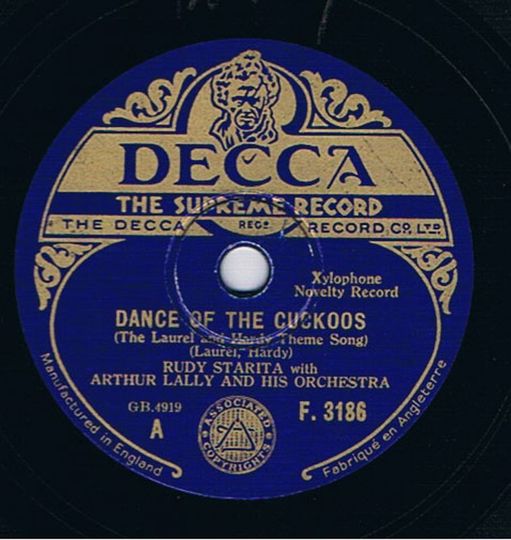 DECCA
REGD
THE SUPREME RECORD
THE DECCA REGD. RECORD CO. LTD.
Xylophone
Novelty Record
DANCE OF THE CUCKOOS
(The Laurel and Hardy Theme Song)
(Laurel, Hardy)
RUDY STARITA with
ARTHUR LALLY AND HIS ORCHESTRA
GB.4919
A
ASSOCIATED
COPYRIGHTS
F. 3186
Manufactured in England
Fabriqué en Angleterre